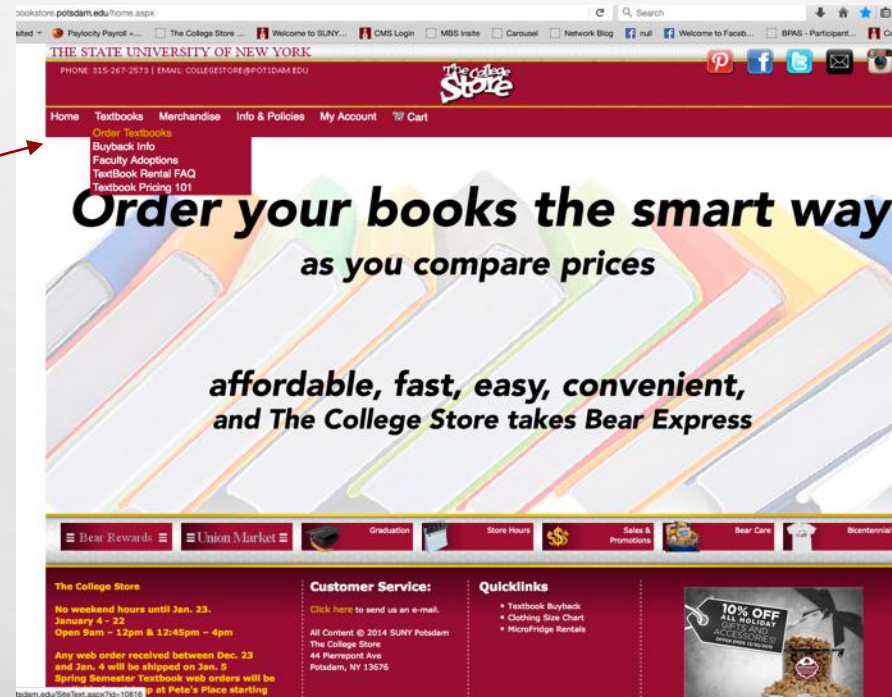 bookstore.potsdam.edu/home.aspx
Search
Paylocity Payroll +...
The College Store ...
Welcome to SUNY...
CMS Login
MBS Insite
Carousel
Network Blog
null
Welcome to Faceb...
BPAS - Participant...
THE STATE UNIVERSITY OF NEW YORK
PHONE: 315-267-2573 | EMAIL: COLLEGESTORE@POTSDAM.EDU
The College Store
Home Textbooks Merchandise Info & Policies My Account Cart
Order Textbooks
Buyback Info
Faculty Adoptions
TextBook Rental FAQ
Textbook Pricing 101
Order your books the smart way
as you compare prices
affordable, fast, easy, convenient,
and The College Store takes Bear Express
Bear Rewards
Union Market
Graduation
Store Hours
Sales &
Promotions
Bear Care
Bicentennial
The College Store
No weekend hours until Jan. 23.
January 4 - 22
Open 9am – 12pm & 12:45pm – 4pm
Any web order received between Dec. 23
and Jan. 4 will be shipped on Jan. 5
Spring Semester Textbook web orders will be
up at Pete's Place starting
Customer Service:
Click here to send us an e-mail.
All Content © 2014 SUNY Potsdam
The College Store
44 Pierrepont Ave
Potsdam, NY 13676
Quicklinks
• Textbook Buyback
• Clothing Size Chart
• MicroFridge Rentals
10% OFF
ALL HOLIDAY
GIFTS AND
ACCESSORIES!
tsdam.edu/SiteText.aspx?id=10816